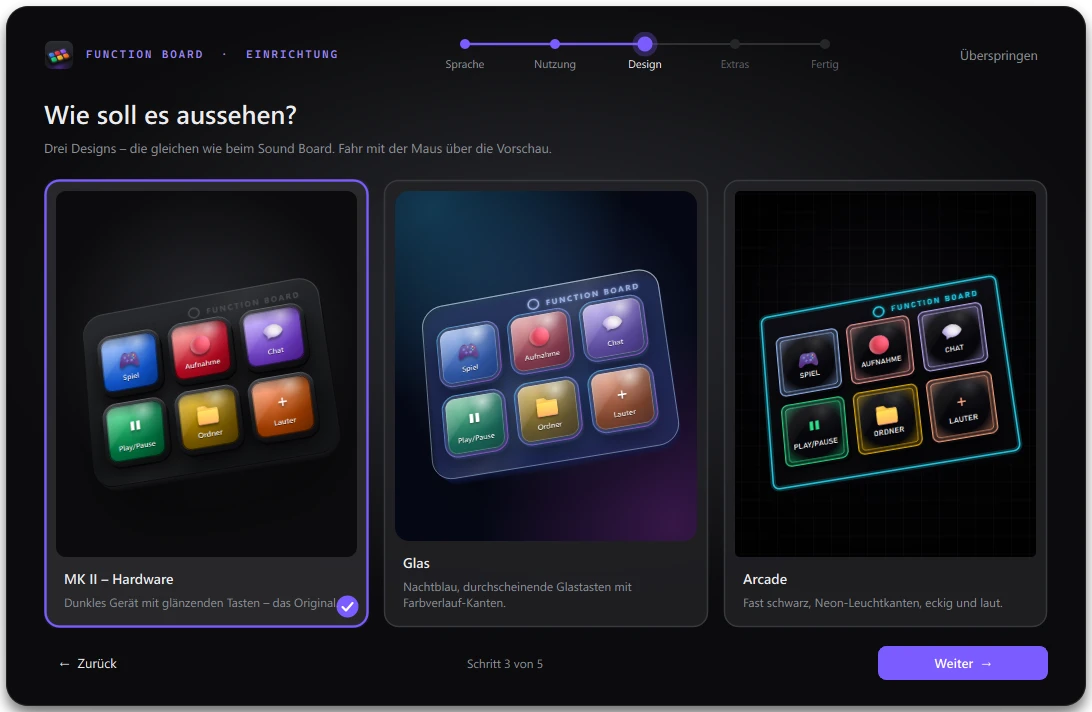 FUNCTION BOARD · EINRICHTUNG
Sprache
Nutzung
Design
Extras
Fertig
Überspringen
Wie soll es aussehen?
Drei Designs – die gleichen wie beim Sound Board. Fahr mit der Maus über die Vorschau.
FUNCTION BOARD
Spiel
Aufnahme
Chat
Play/Pause
Ordner
Lauter
MK II – Hardware
Dunkles Gerät mit glänzenden Tasten – das Original.
FUNCTION BOARD
Spiel
Aufnahme
Chat
Play/Pause
Ordner
Lauter
Glas
Nachtblau, durchscheinende Glastasten mit
Farbverlauf-Kanten.
FUNCTION BOARD
SPIEL
AUFNAHME
CHAT
PLAY/PAUSE
ORDNER
LAUTER
Arcade
Fast schwarz, Neon-Leuchtkanten, eckig und laut.
← Zurück
Schritt 3 von 5
Weiter →